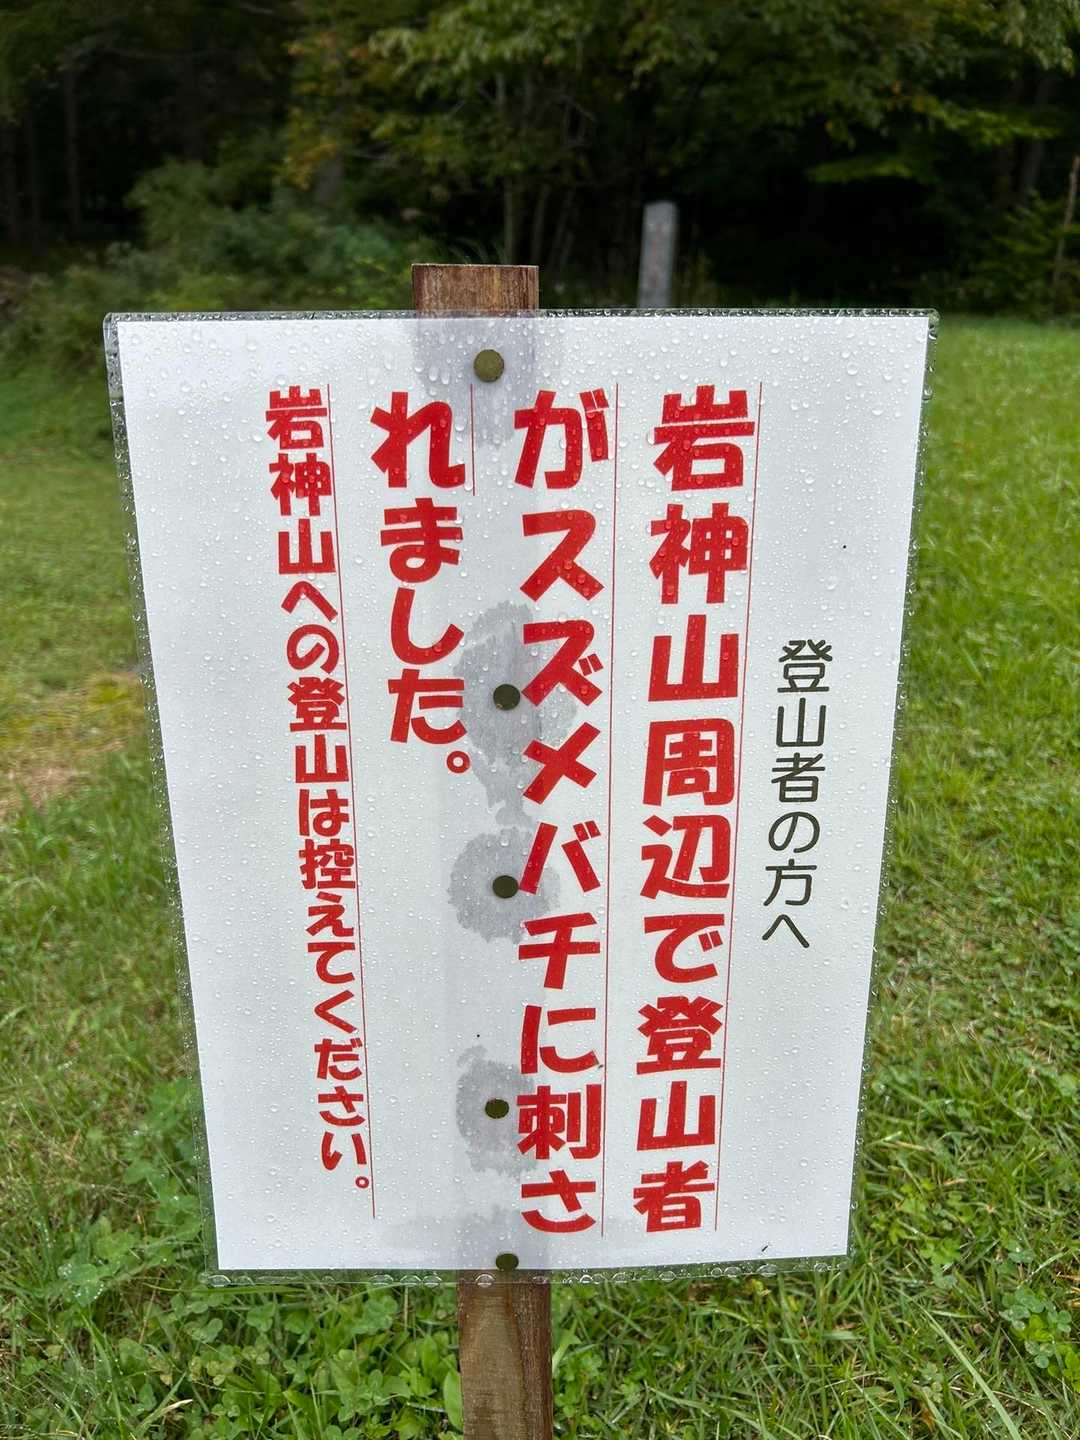 登山者の方へ
岩神山周辺で登山者
がスズメバチに刺さ
れました。
岩神山への登山は控えてください。